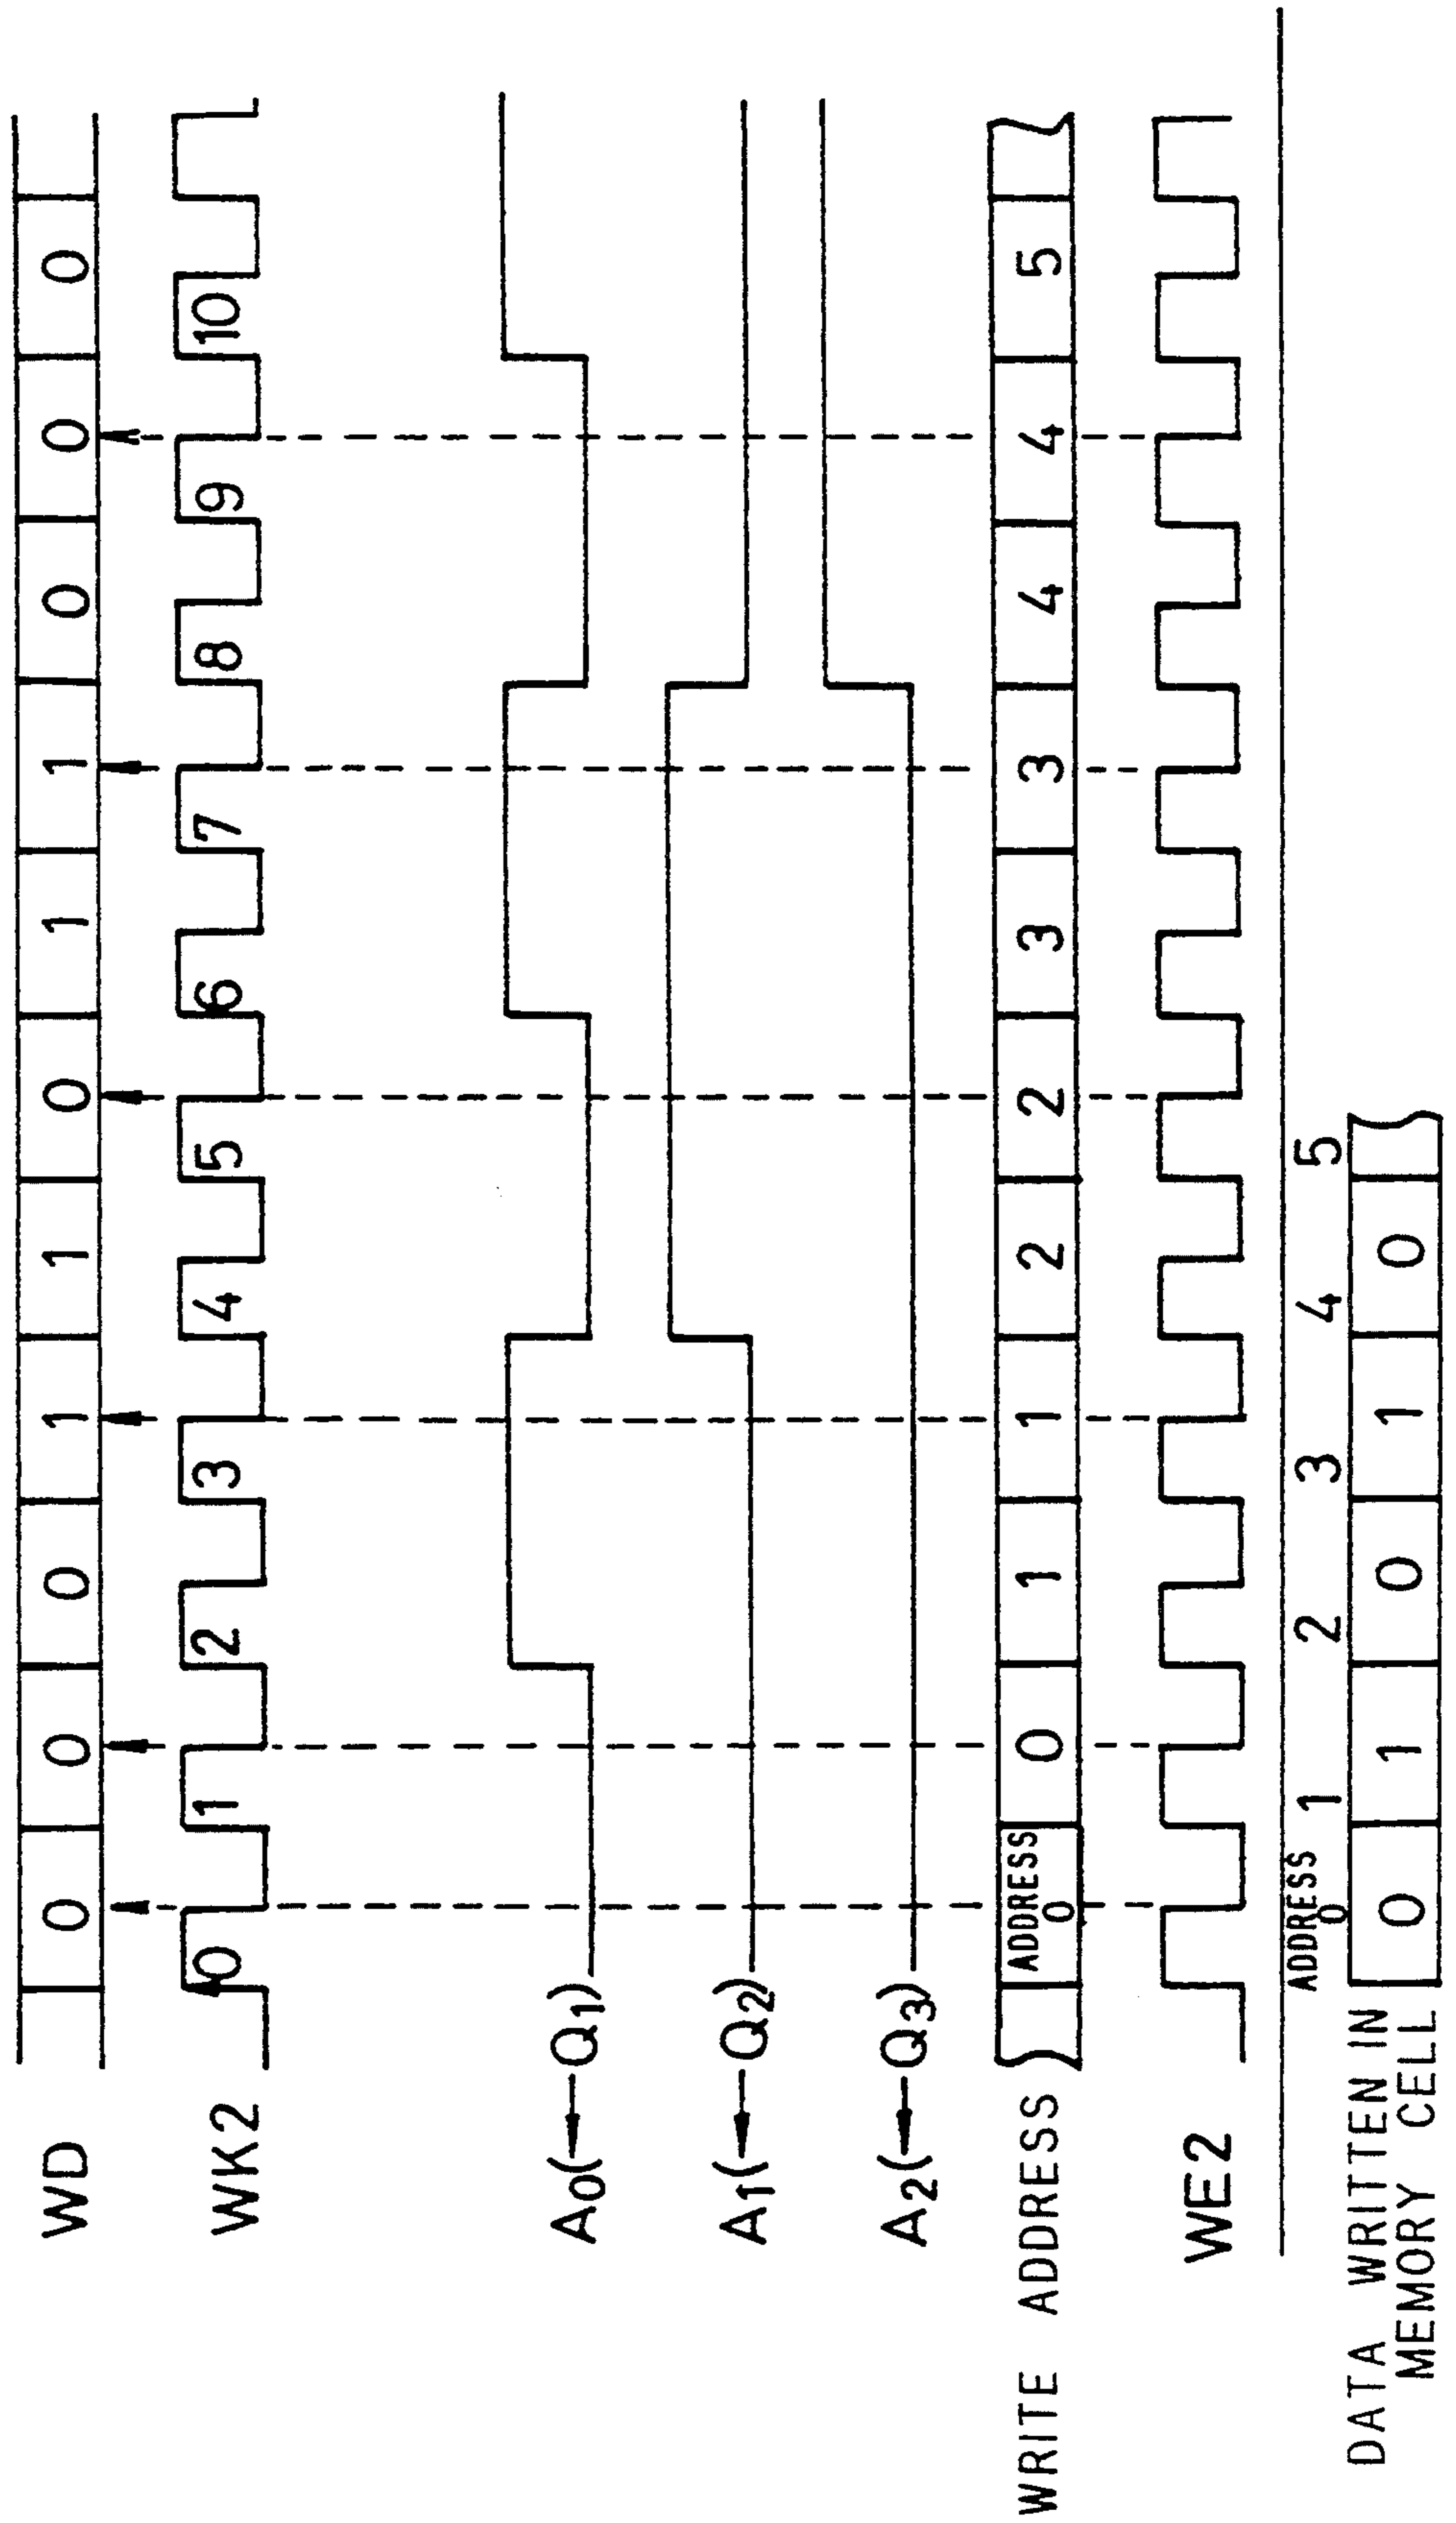 WD 0 0 0 1 1 0 1 1 0 0 0
WK2 0 1 2 3 4 5 6 7 8 9 10
A0(←Q1)
A1(←Q2)
A2(←Q3)
WRITE ADDRESS ADDRESS 0 0 1 1 2 2 3 3 4 4 5
WE2
ADDRESS 0 1 2 3 4 5
DATA WRITTEN IN
MEMORY CELL
0 1 0 1 0